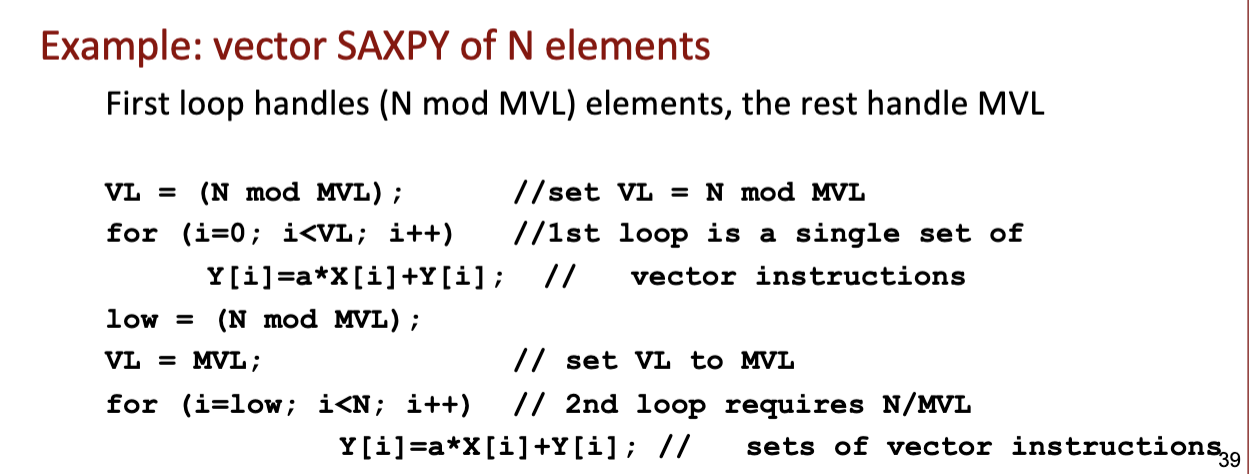 Example: vector SAXPY of N elements
First loop handles (N mod MVL) elements, the rest handle MVL
VL = (N mod MVL); //set VL = N mod MVL
for (i=0; i<VL; i++) //1st loop is a single set of
Y[i]=a*X[i]+Y[i]; // vector instructions
low = (N mod MVL);
VL = MVL; // set VL to MVL
for (i=low; i<N; i++) // 2nd loop requires N/MVL
Y[i]=a*X[i]+Y[i]; // sets of vector instructions
39